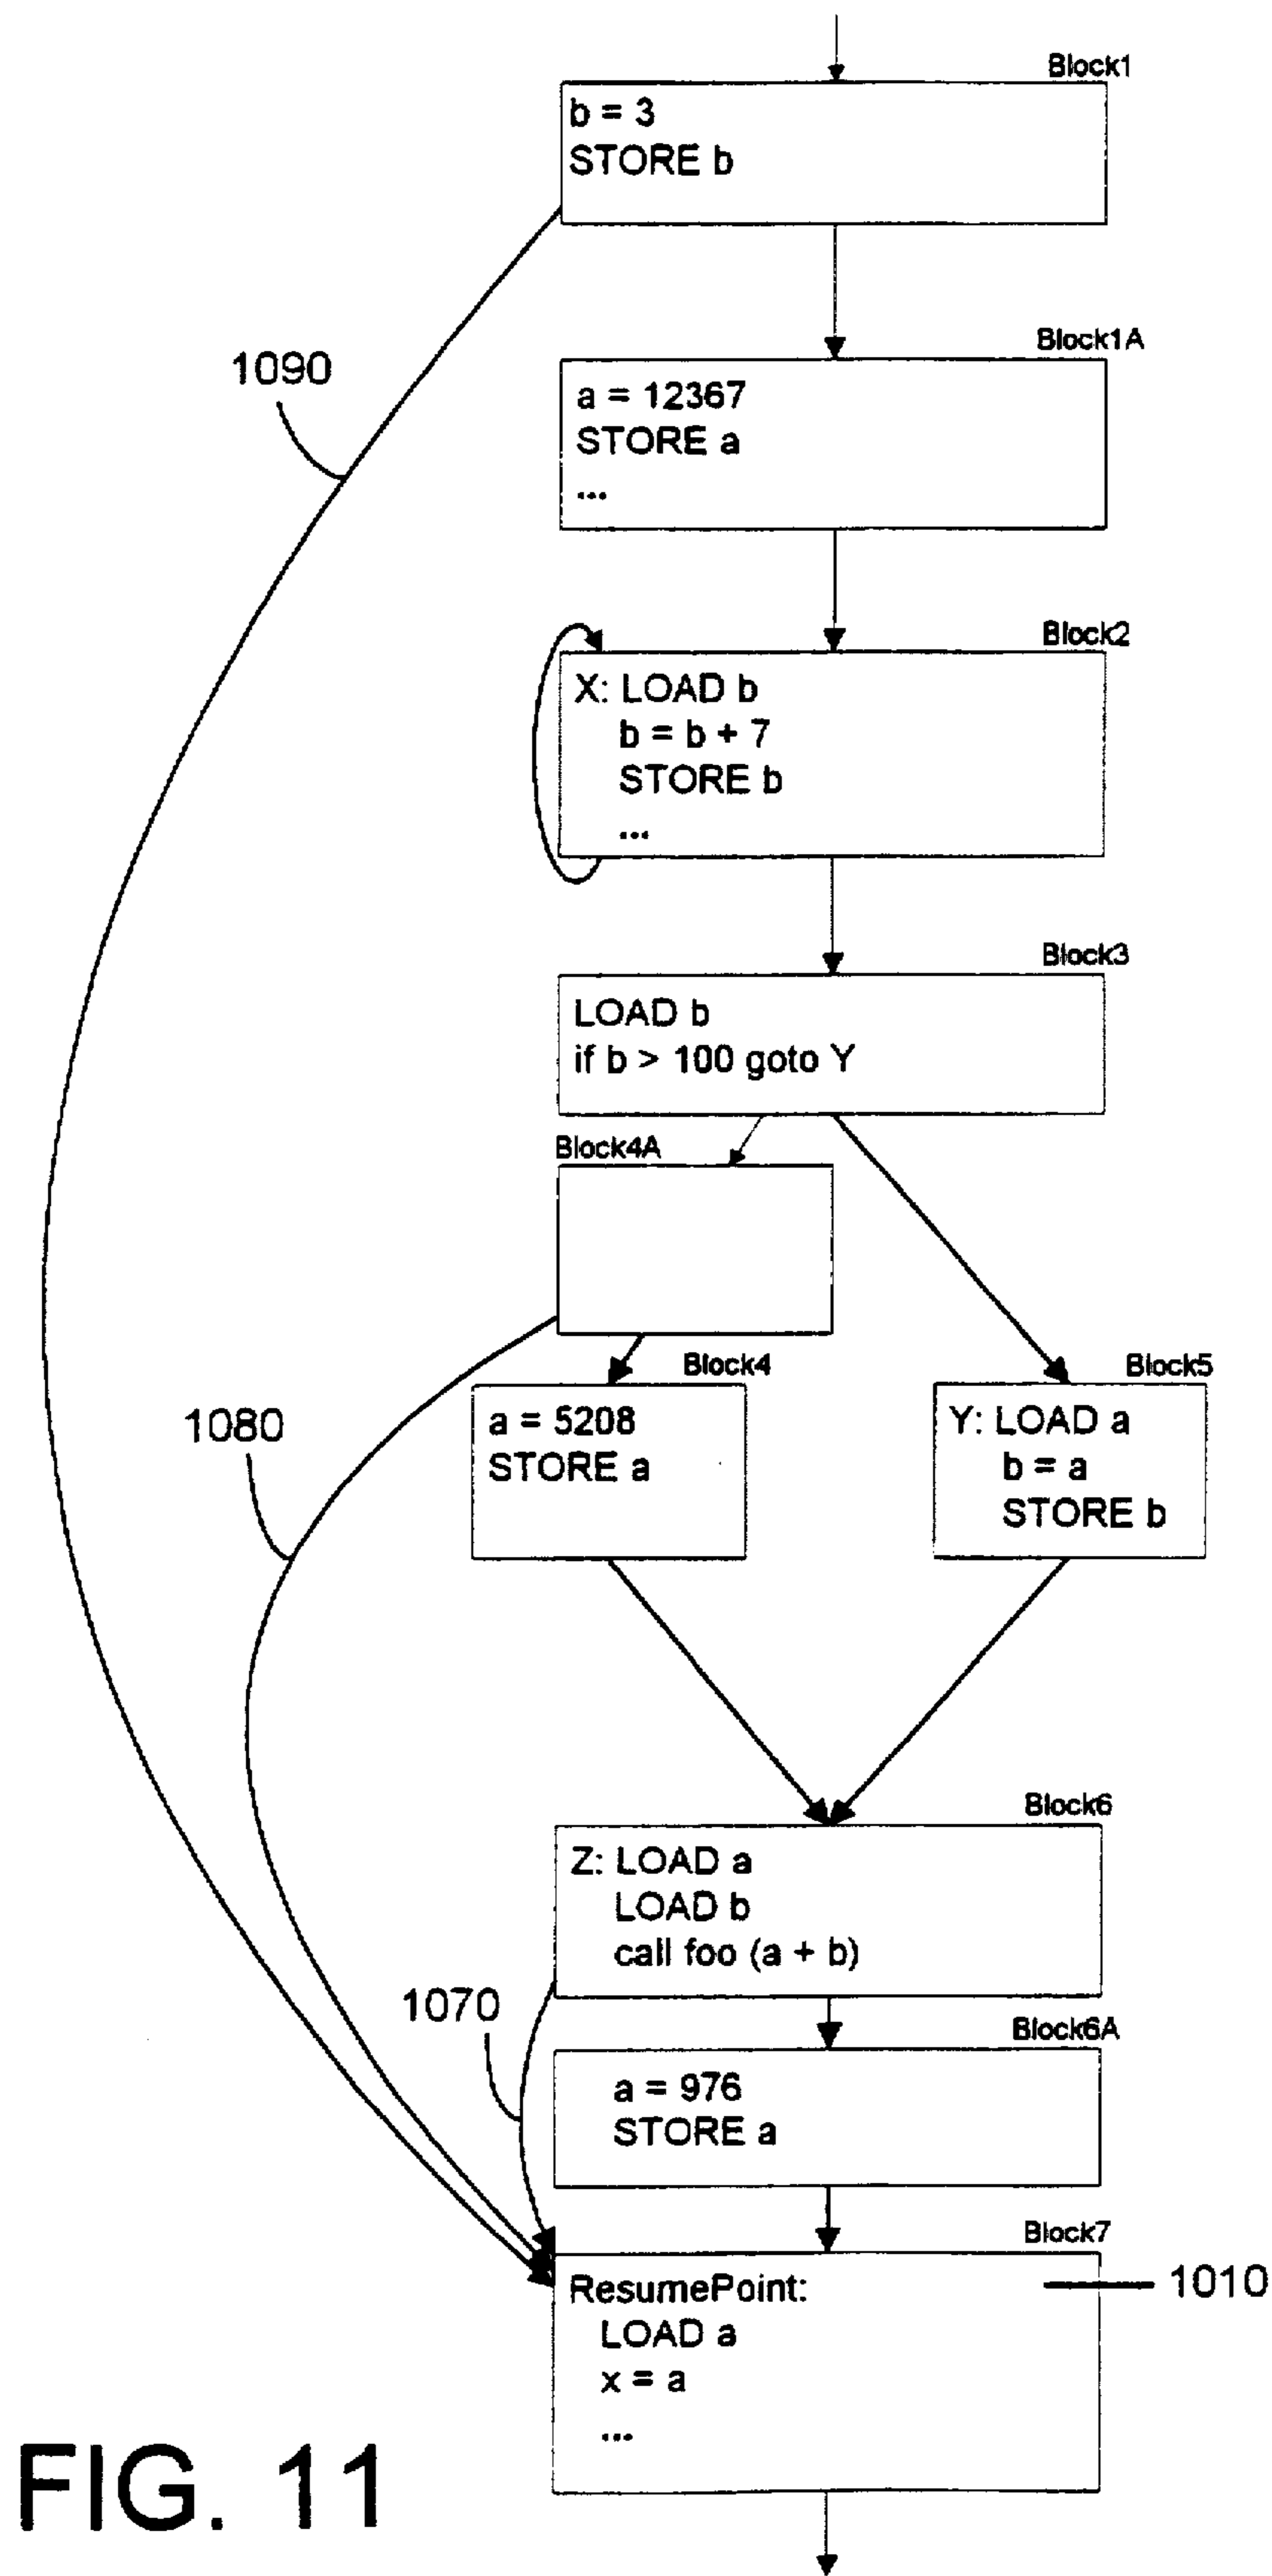 Block1
b = 3
STORE b
1090
Block1A
a = 12367
STORE a
...
Block2
X: LOAD b
b = b + 7
STORE b
...
Block3
LOAD b
if b > 100 goto Y
Block4A
1080
Block4
a = 5208
STORE a
Block5
Y: LOAD a
b = a
STORE b
Block6
Z: LOAD a
LOAD b
call foo (a + b)
1070
Block6A
a = 976
STORE a
Block7
ResumePoint:
1010
LOAD a
x = a
...
FIG. 11